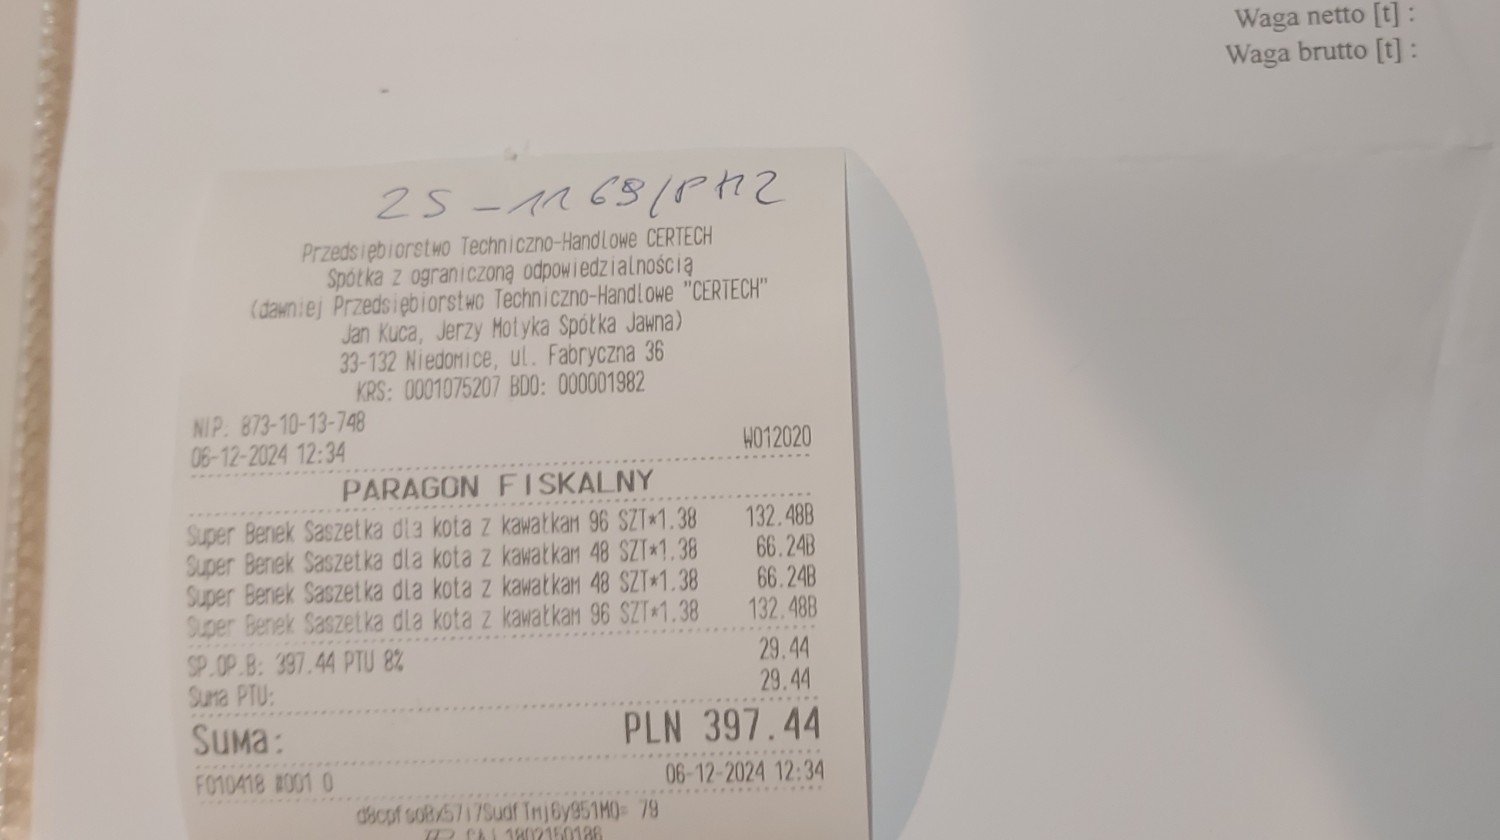 Waga netto [t] :
Waga brutto [t] :
ZS - 1169/PHZ
Przedsiębiorstwo Techniczno-Handlowe CERTECH
Spółka z ograniczoną odpowiedzialnością
(dawniej Przedsiębiorstwo Techniczno-Handlowe "CERTECH"
Jan Kuca, Jerzy Motyka Spółka Jawna)
33-132 Niedomice, ul. Fabryczna 36
KRS: 0001075207 BDO: 000001982
NIP: 873-10-13-748
06-12-2024 12:34 W012020
PARAGON FISKALNY
Super Benek Saszetka dla kota z kawałkam 96 SZT*1.38 132.48B
Super Benek Saszetka dla kota z kawałkam 48 SZT*1.38 66.24B
Super Benek Saszetka dla kota z kawałkam 48 SZT*1.38 66.24B
Super Benek Saszetka dla kota z kawałkam 96 SZT*1.38 132.48B
SP.OP.B: 397.44 PTU 8% 29.44
Suma PTU: 29.44
Suma: PLN 397.44
F010418 #001 0 06-12-2024 12:34
79
1802150186